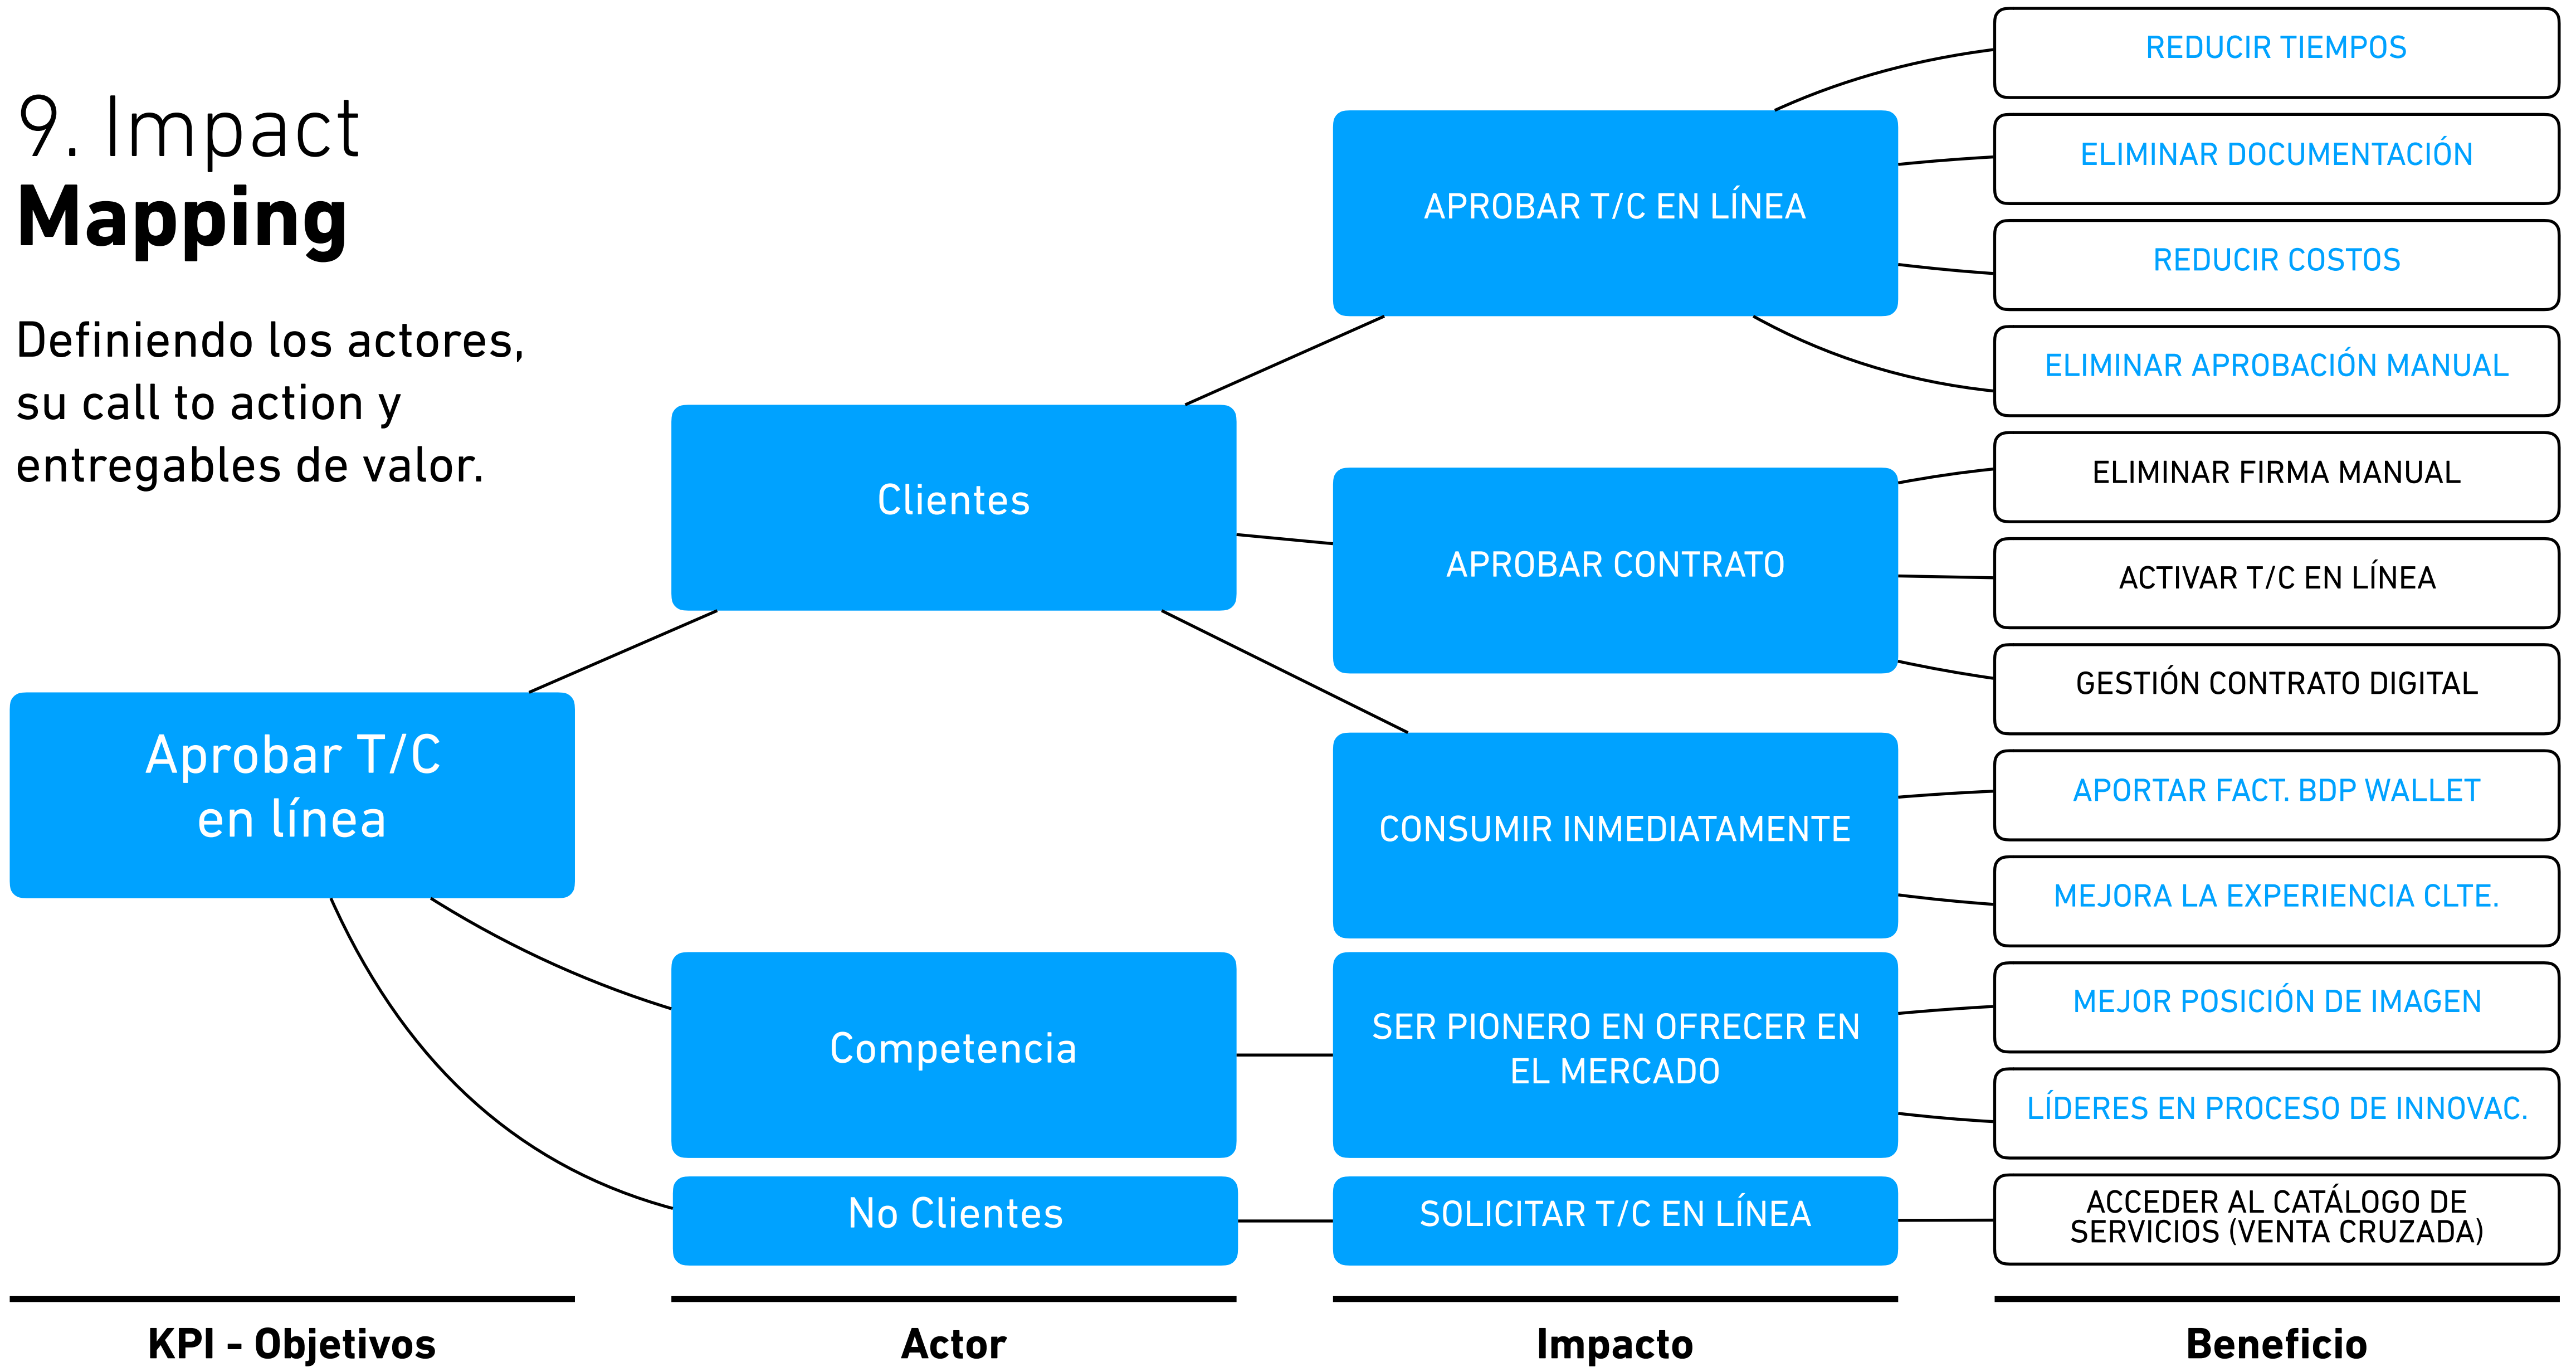 9. Impact
Mapping
Definiendo los actores,
su call to action y
entregables de valor.
Aprobar T/C
en línea
Clientes
Competencia
No Clientes
APROBAR T/C EN LÍNEA
APROBAR CONTRATO
CONSUMIR INMEDIATAMENTE
SER PIONERO EN OFRECER EN
EL MERCADO
SOLICITAR T/C EN LÍNEA
REDUCIR TIEMPOS
ELIMINAR DOCUMENTACIÓN
REDUCIR COSTOS
ELIMINAR APROBACIÓN MANUAL
ELIMINAR FIRMA MANUAL
ACTIVAR T/C EN LÍNEA
GESTIÓN CONTRATO DIGITAL
APORTAR FACT. BDP WALLET
MEJORA LA EXPERIENCIA CLTE.
MEJOR POSICIÓN DE IMAGEN
LÍDERES EN PROCESO DE INNOVAC.
ACCEDER AL CATÁLOGO DE
SERVICIOS (VENTA CRUZADA)
KPI - Objetivos
Actor
Impacto
Beneficio